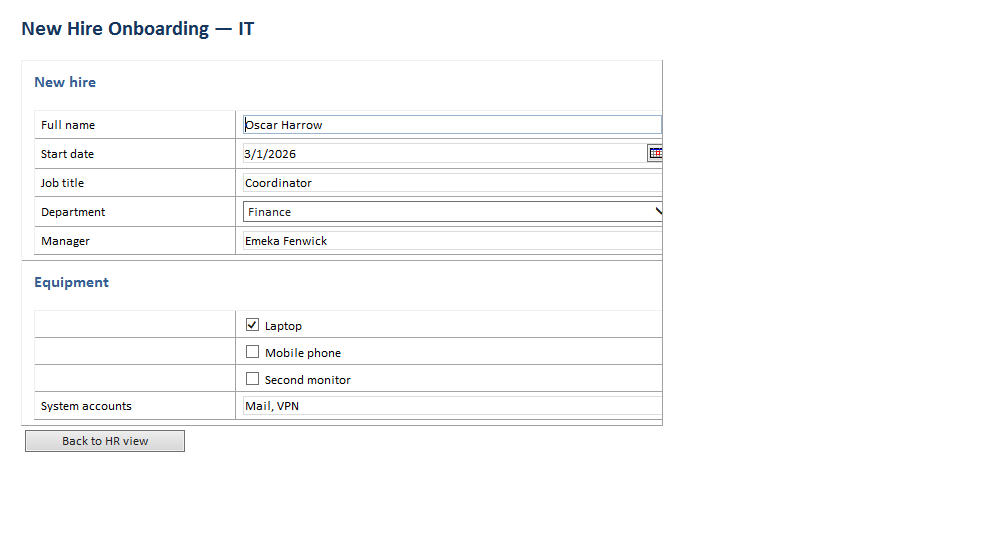 New Hire Onboarding — IT
New hire
Full name Oscar Harrow
Start date 3/1/2026
Job title Coordinator
Department Finance
Manager Emeka Fenwick
Equipment
Laptop
Mobile phone
Second monitor
System accounts Mail, VPN
Back to HR view